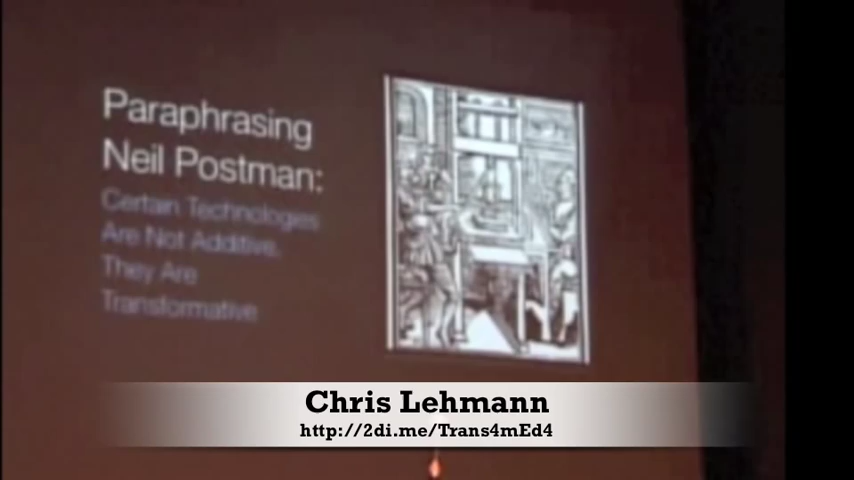 Paraphrasing
Neil Postman:
Certain Technologies
Are Not Additive.
They Are
Transformative
Chris Lehmann
http://2di.me/Trans4mEd4